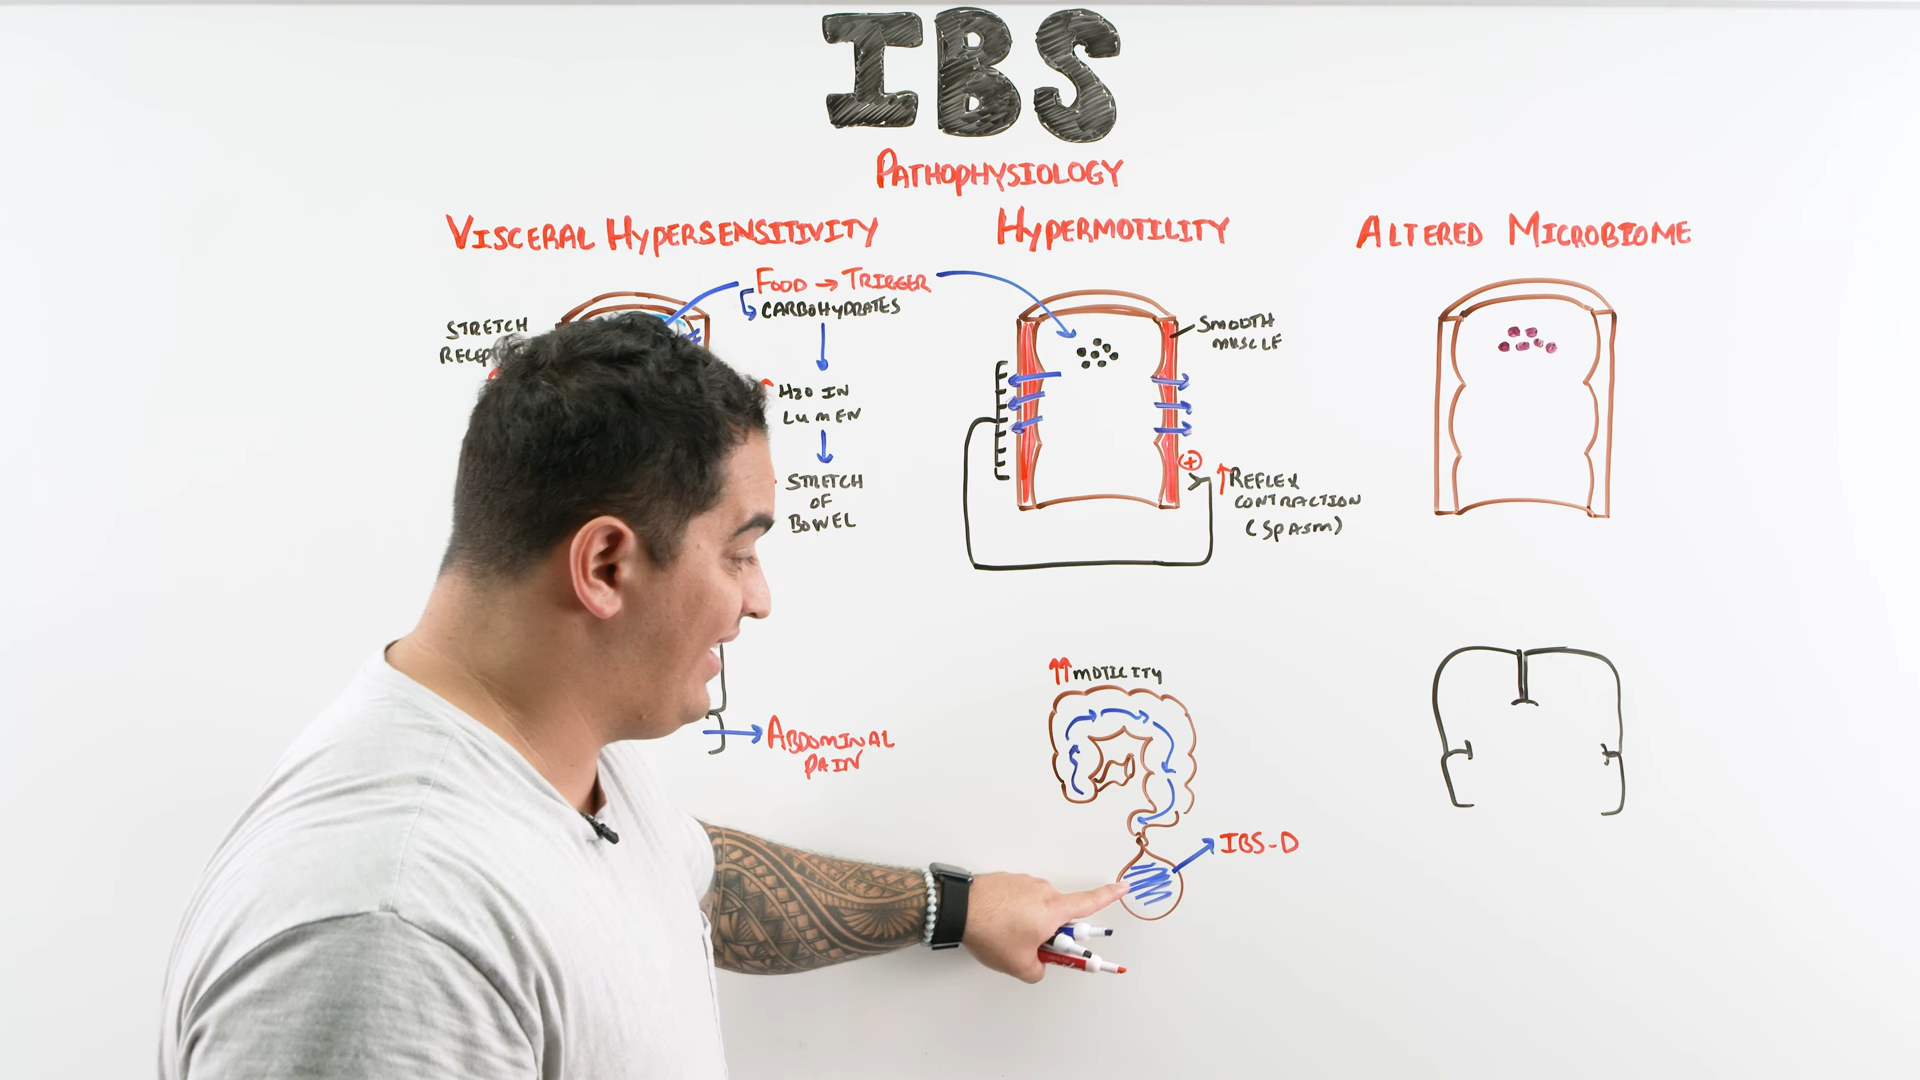 IBS
PATHOPHYSIOLOGY
VISCERAL HYPERSENSITIVITY
FOOD → TRIGGER
CARBOHYDRATES
STRETCH
H2O IN
LUMEN
STRETCH
OF
BOWEL
ABDOMINAL
PAIN
HYPERMOTILITY
SMOOTH
MUSCLE
+
↑REFLEX
CONTRACTION
(SPASM)
↑↑MOTILITY
IBS-D
ALTERED MICROBIOME